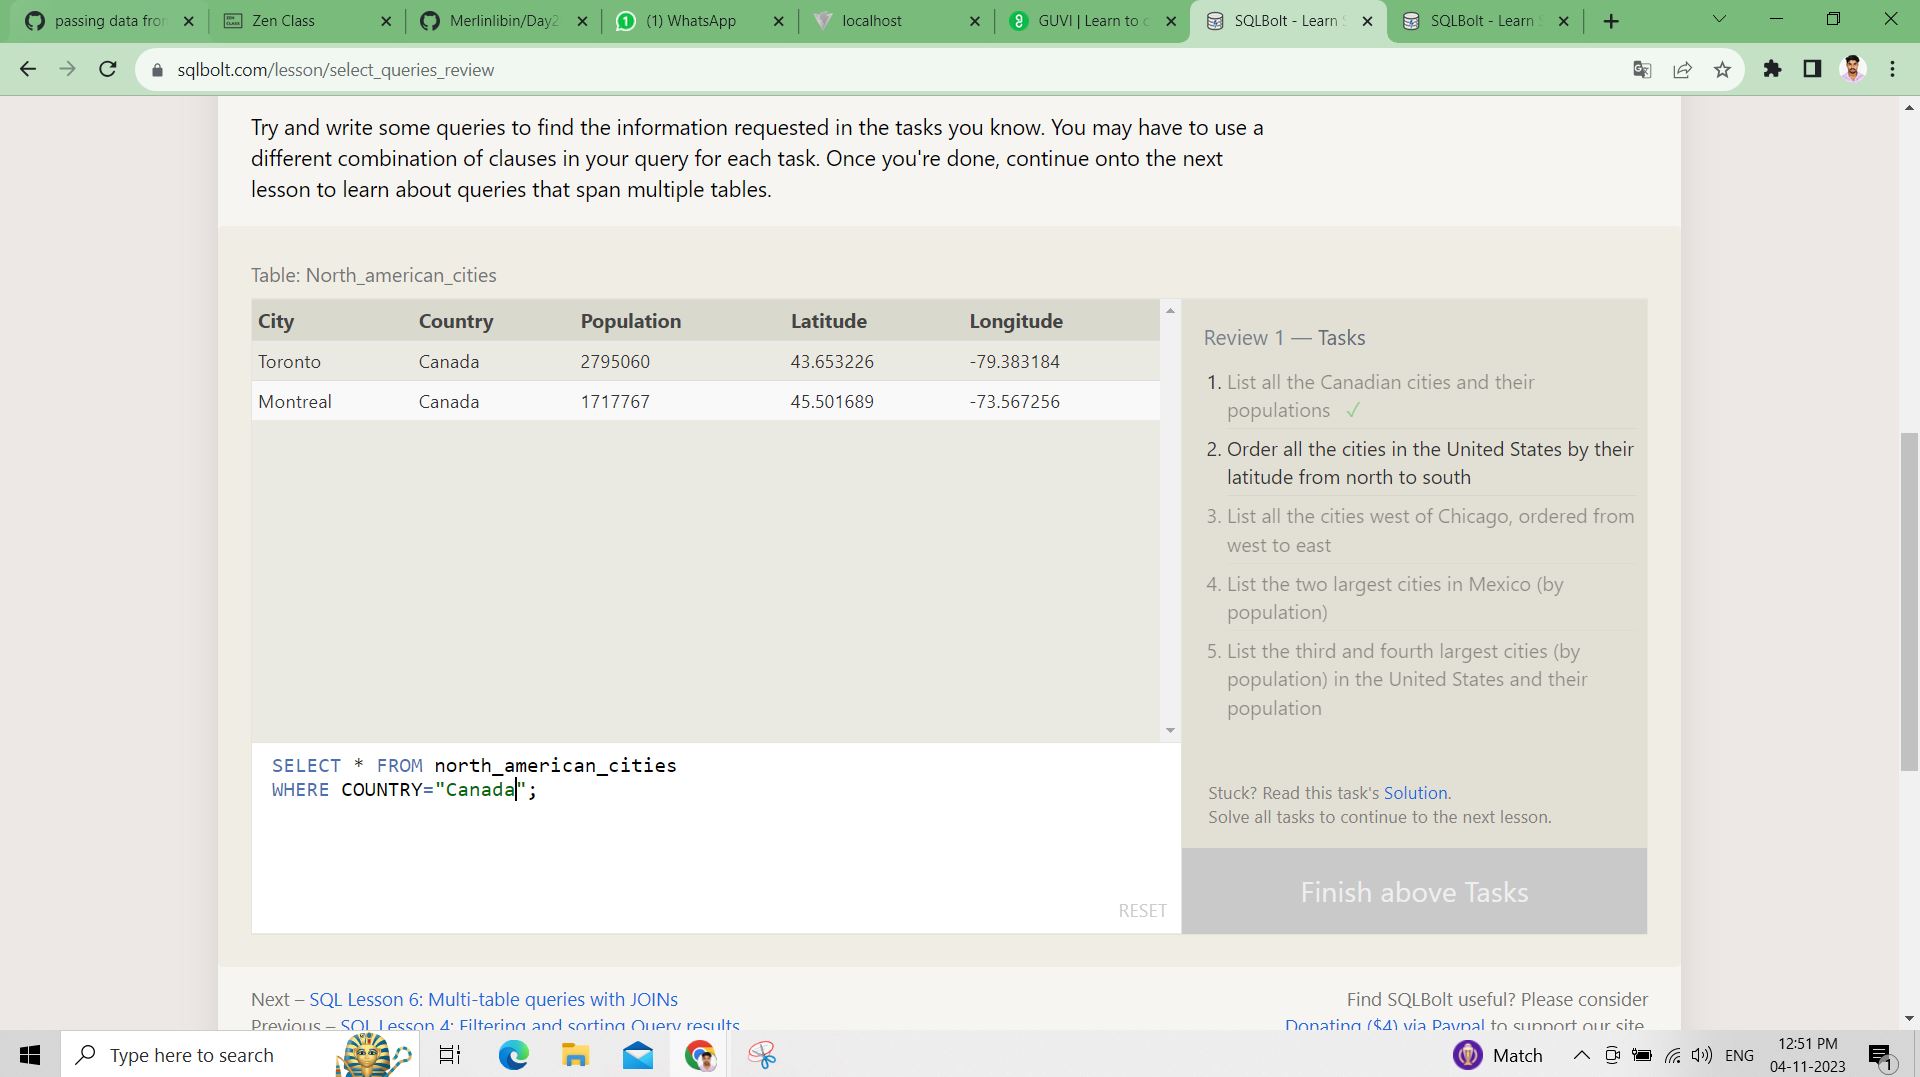 passing data from
Zen Class
Merlinlibin/Day2
(1) WhatsApp
localhost
GUVI | Learn to c
SQLBolt - Learn S
SQLBolt - Learn S
sqlbolt.com/lesson/select_queries_review
Try and write some queries to find the information requested in the tasks you know. You may have to use a
different combination of clauses in your query for each task. Once you're done, continue onto the next
lesson to learn about queries that span multiple tables.
Table: North_american_cities
City Country Population Latitude Longitude
Toronto Canada 2795060 43.653226 -79.383184
Montreal Canada 1717767 45.501689 -73.567256
Review 1 — Tasks
1. List all the Canadian cities and their
populations ✓
2. Order all the cities in the United States by their
latitude from north to south
3. List all the cities west of Chicago, ordered from
west to east
4. List the two largest cities in Mexico (by
population)
5. List the third and fourth largest cities (by
population) in the United States and their
population
SELECT * FROM north_american_cities
WHERE COUNTRY="Canada";
RESET
Stuck? Read this task's Solution.
Solve all tasks to continue to the next lesson.
Finish above Tasks
Next – SQL Lesson 6: Multi-table queries with JOINs
Previous – SQL Lesson 4: Filtering and sorting Query results
Find SQLBolt useful? Please consider
Donating ($4) via Paypal to support our site.
Type here to search
Match
ENG
12:51 PM
04-11-2023
1